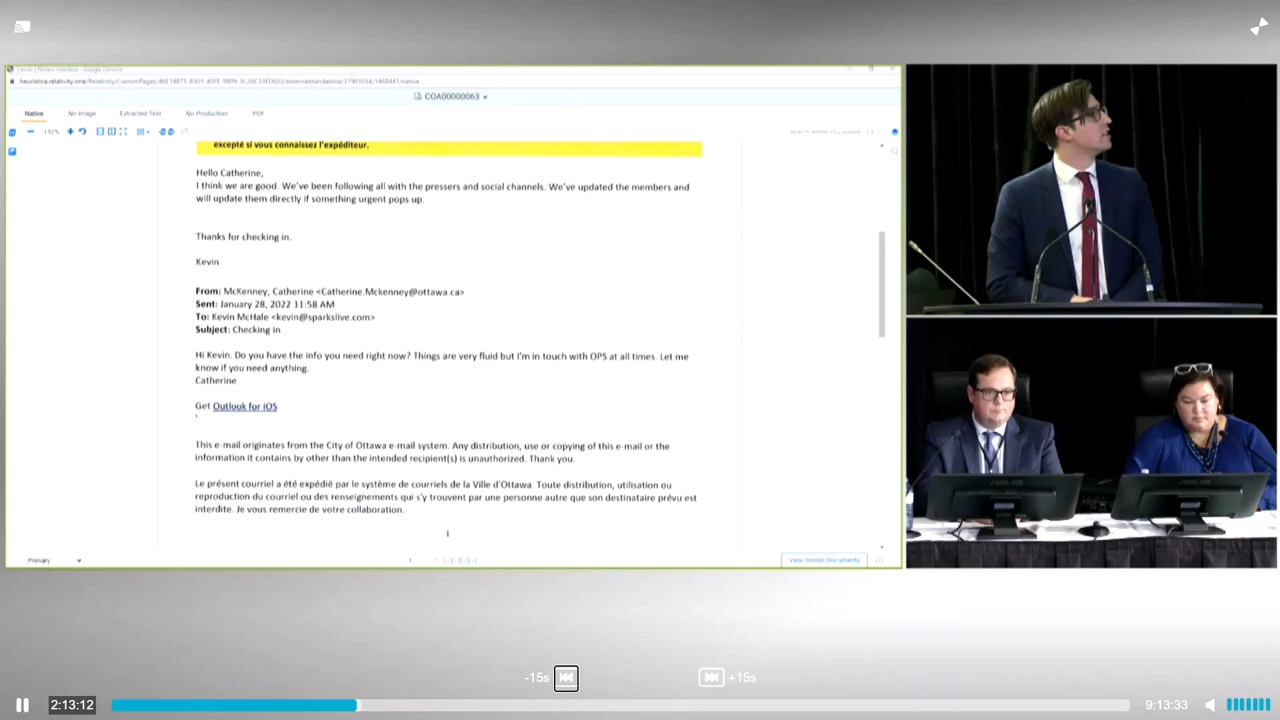 Viewer | Review Interface - Google Chrome
COA00000063
Native No Image Extracted Text No Production PDF
excepté si vous connaissez l'expéditeur.
Hello Catherine,
I think we are good. We've been following all with the pressers and social channels. We've updated the members and
will update them directly if something urgent pops up.
Thanks for checking in.
Kevin
From: McKenney, Catherine <Catherine.Mckenney@ottawa.ca>
Sent: January 28, 2022 11:58 AM
To: Kevin McHale <kevin@sparkslive.com>
Subject: Checking in
Hi Kevin. Do you have the info you need right now? Things are very fluid but I'm in touch with OPS at all times. Let me
know if you need anything.
Catherine
Get Outlook for iOS
This e-mail originates from the City of Ottawa e-mail system. Any distribution, use or copying of this e-mail or the
information it contains by other than the intended recipient(s) is unauthorized. Thank you.
Le présent courriel a été expédié par le système de courriels de la Ville d'Ottawa. Toute distribution, utilisation ou
reproduction du courriel ou des renseignements qui s'y trouvent par une personne autre que son destinataire prévu est
interdite. Je vous remercie de votre collaboration.
1
Primary
1
View Similar Documents
-15s +15s
2:13:12 9:13:33